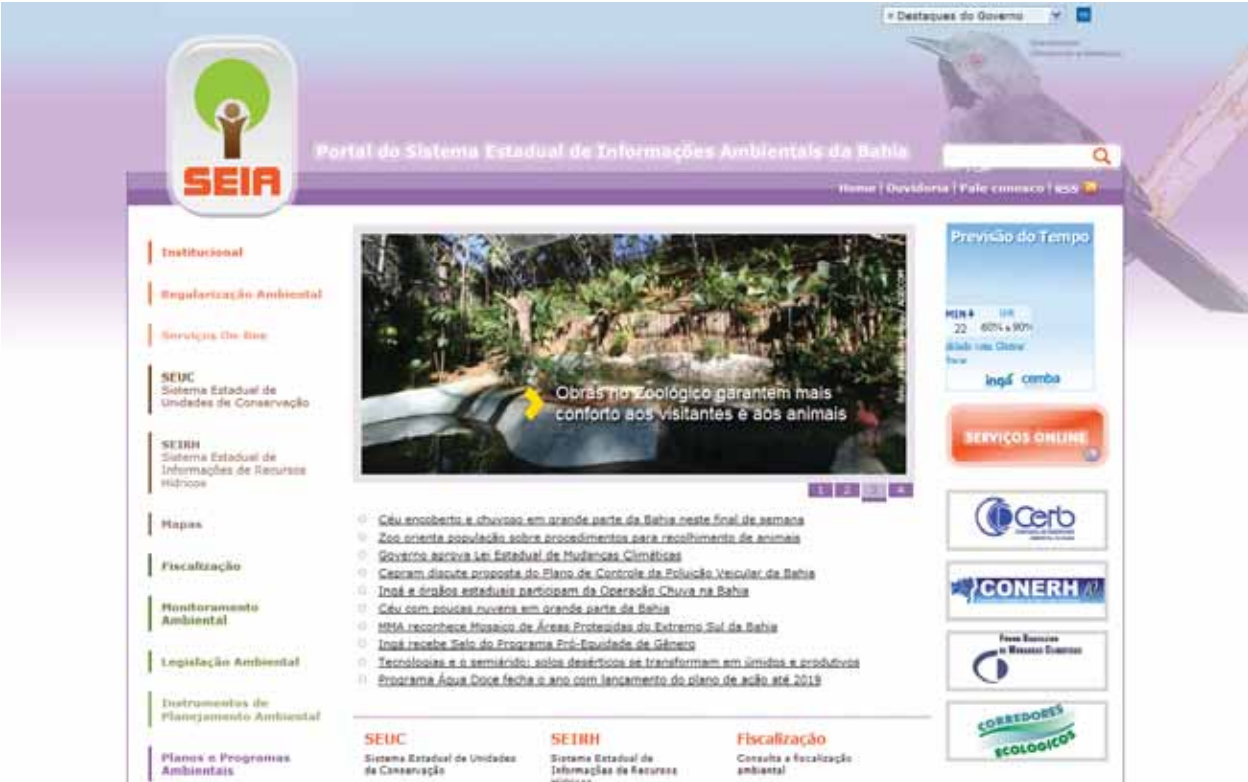 » Destaques do Governo
SEIA
Portal do Sistema Estadual de Informações Ambientais da Bahia
Home | Ouvidoria | Fale conosco | RSS
Institucional
Regularização Ambiental
Serviços On-line
SEUC
Sistema Estadual de
Unidades de Conservação
SEIRH
Sistema Estadual de
Informações de Recursos
Hídricos
Mapas
Fiscalização
Monitoramento
Ambiental
Legislação Ambiental
Instrumentos de
Planejamento Ambiental
Planos e Programas
Ambientais
Obras no Zoológico garantem mais
conforto aos visitantes e aos animais
1 2 3 4
Céu encoberto e chuvoso em grande parte da Bahia neste final de semana
Zoo orienta população sobre procedimentos para recolhimento de animais
Governo aprova Lei Estadual de Mudanças Climáticas
Cepram discute proposta do Plano de Controle da Poluição Veicular da Bahia
Ingá e órgãos estaduais participam da Operação Chuva na Bahia
Céu com poucas nuvens em grande parte da Bahia
MMA reconhece Mosaico de Áreas Protegidas do Extremo Sul da Bahia
Ingá recebe Selo do Programa Pró-Equidade de Gênero
Tecnologias e o semiárido: solos desérticos se transformam em úmidos e produtivos
Programa Água Doce fecha o ano com lançamento do plano de ação até 2019
SEUC
Sistema Estadual de Unidades
de Conservação
SEIRH
Sistema Estadual de
Informações de Recursos
Hídricos
Fiscalização
Consulta a fiscalização
ambiental
Previsão do Tempo
MIN UR
22 60% a 90%
ingá cemba
SERVIÇOS ONLINE
CONERH
CORREDORES
ECOLOGICOS